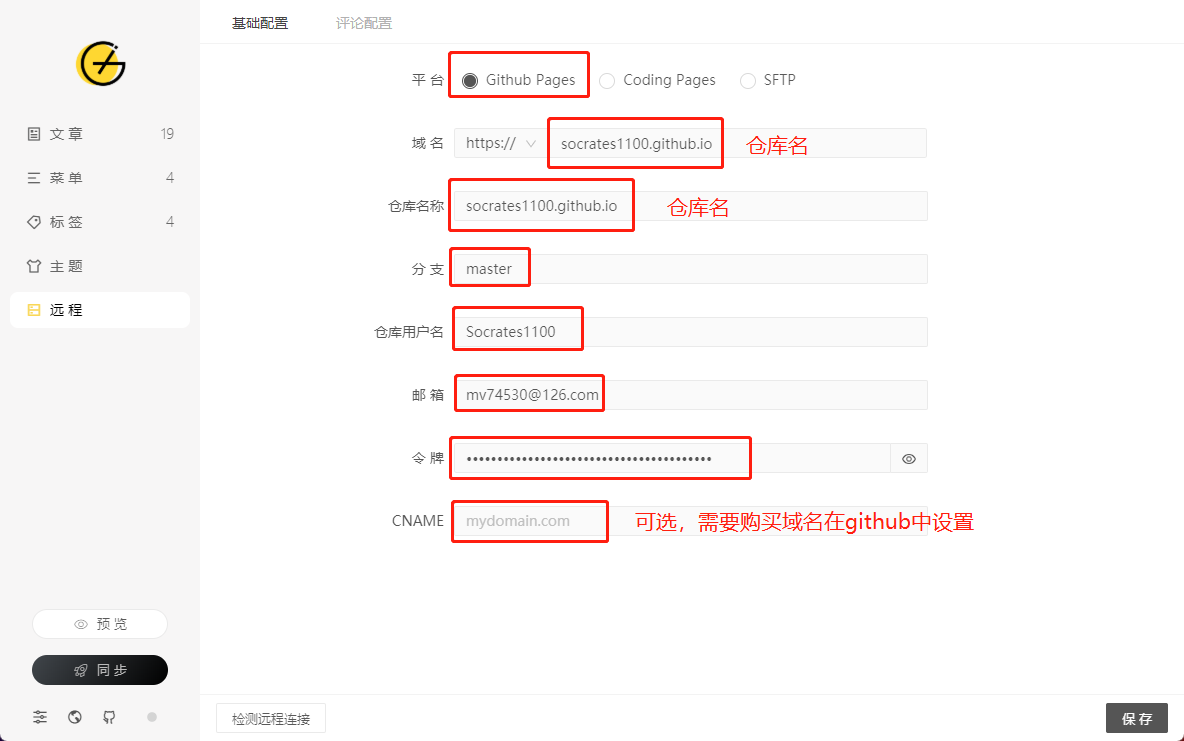 基础配置 评论配置
文章 19
菜单 4
标签 4
主题
远程
预览
同步
平台 Github Pages Coding Pages SFTP
域名 https:// socrates1100.github.io 仓库名
仓库名称 socrates1100.github.io 仓库名
分支 master
仓库用户名 Socrates1100
邮箱 mv74530@126.com
令牌 ••••••••••••••••••••••••••••••••••••••••
CNAME mydomain.com 可选，需要购买域名在github中设置
检测远程连接 保存